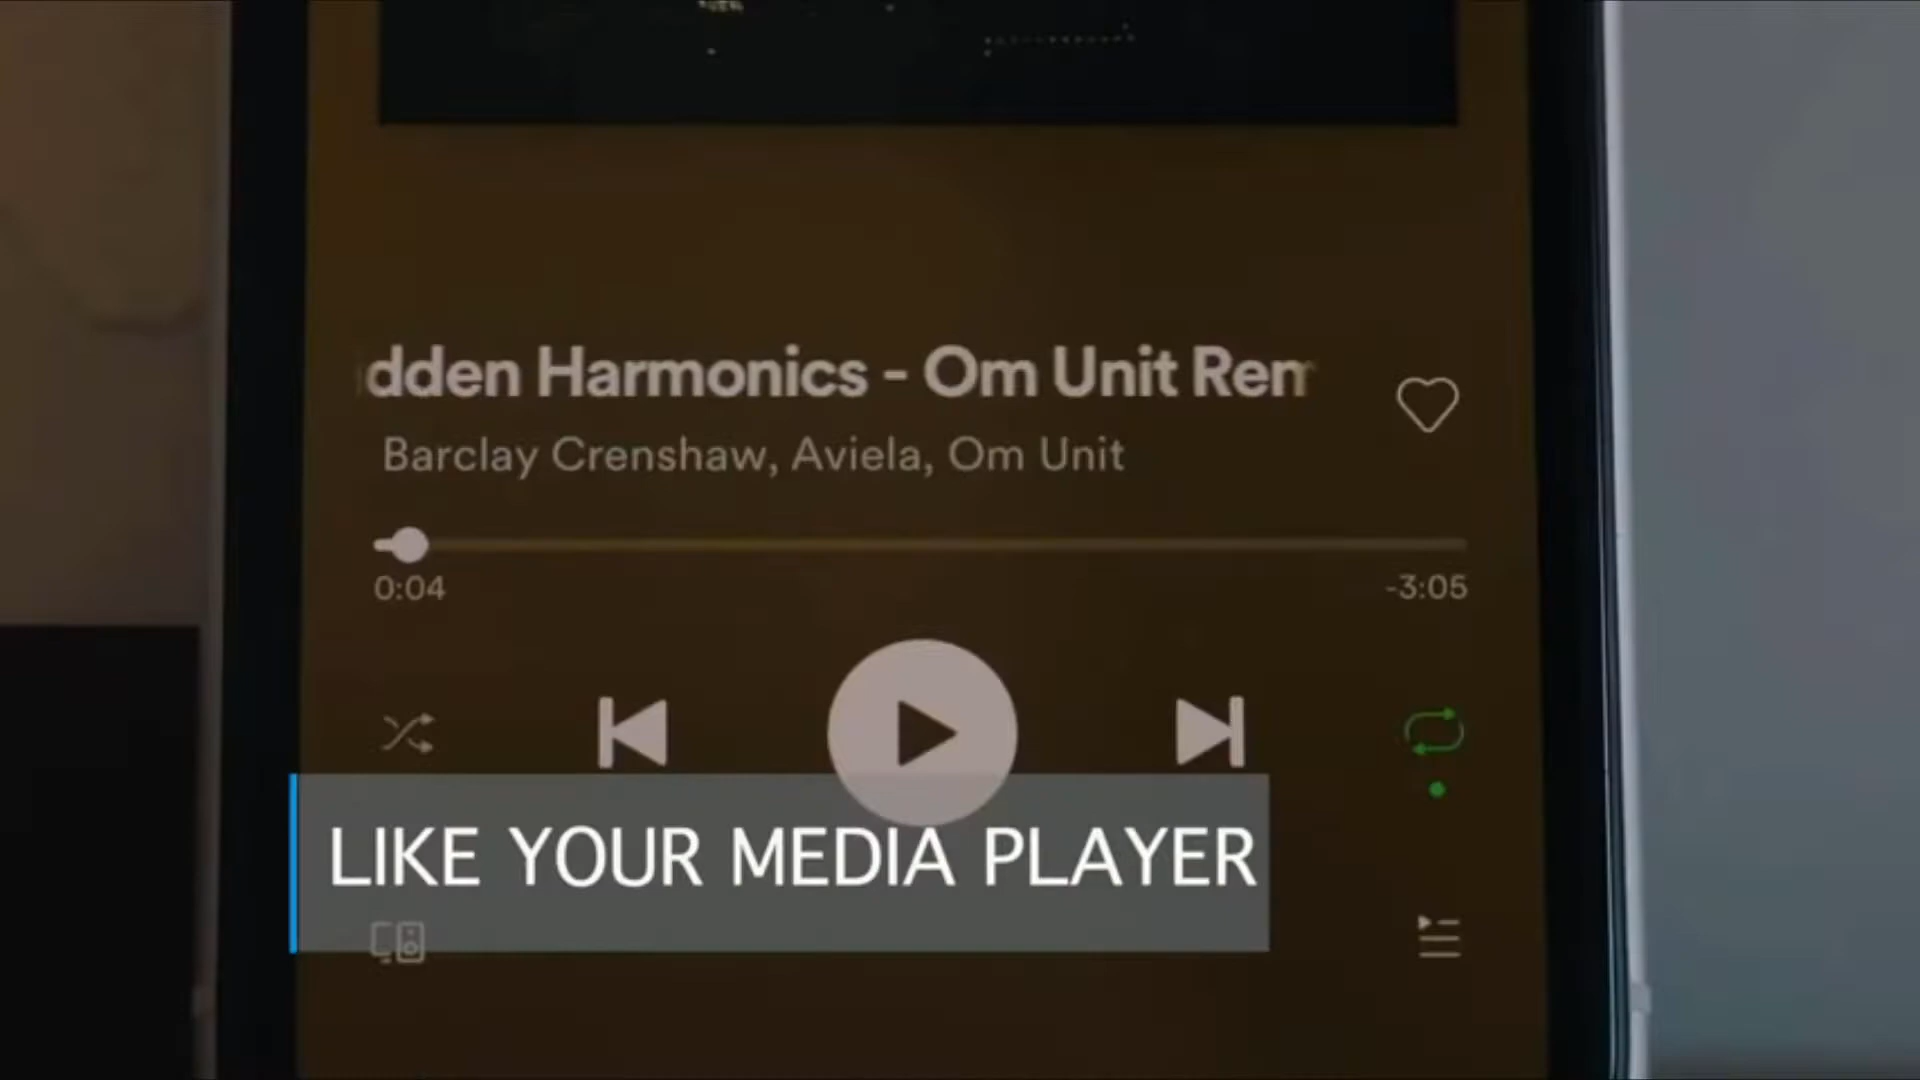 dden Harmonics - Om Unit Rem
Barclay Crenshaw, Aviela, Om Unit
0:04
-3:05
LIKE YOUR MEDIA PLAYER